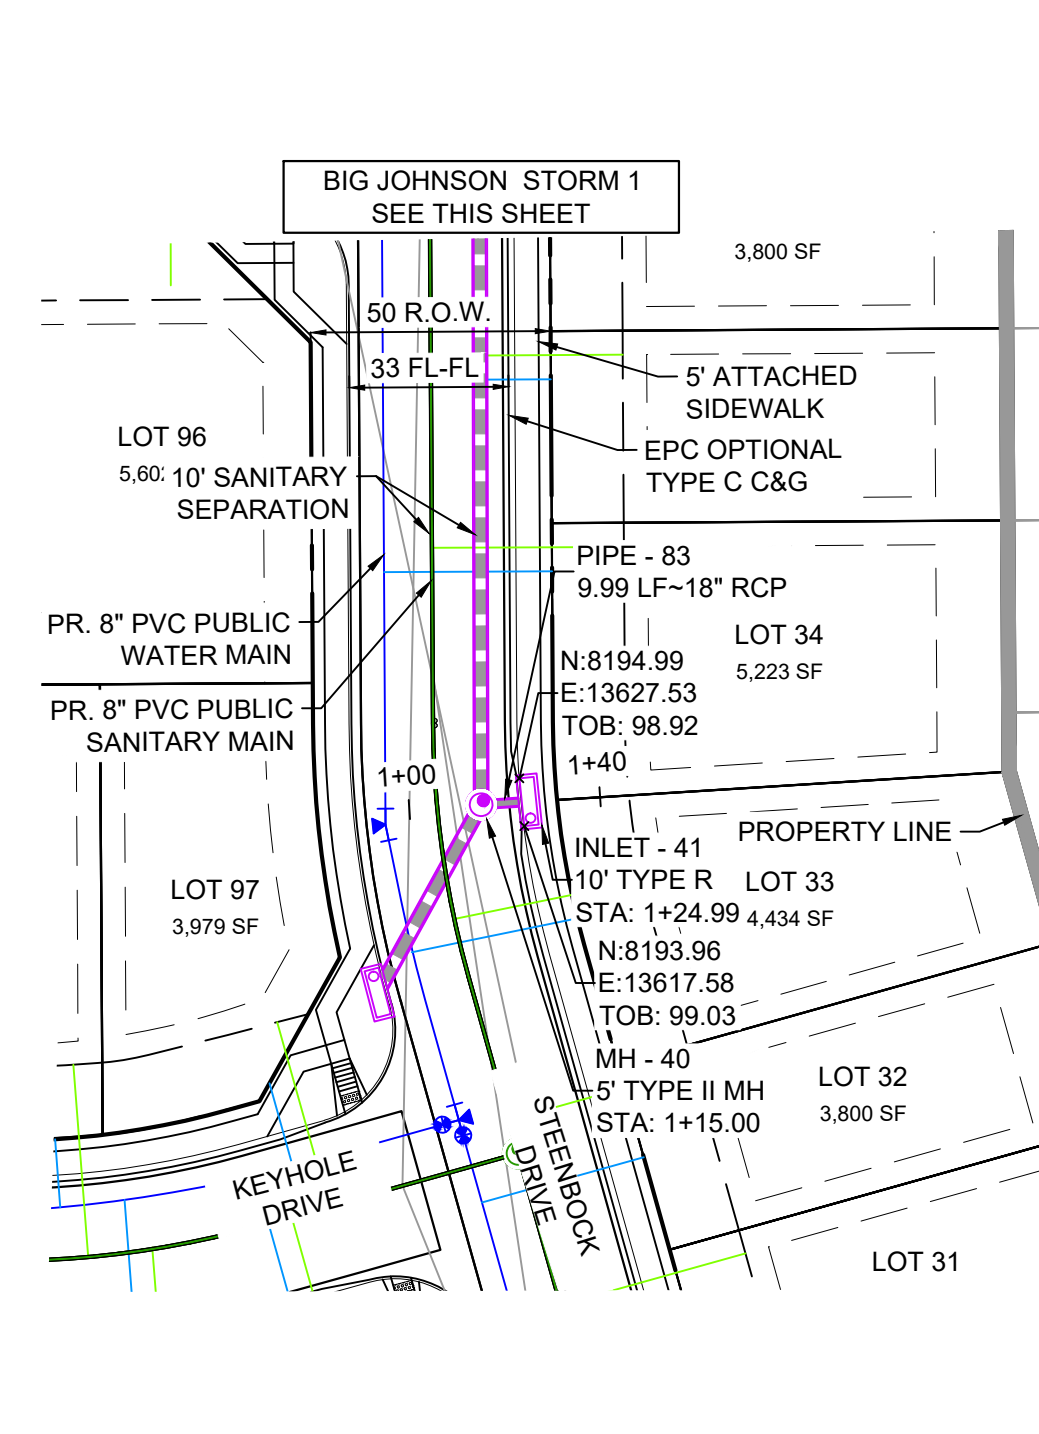 BIG JOHNSON STORM 1
SEE THIS SHEET
3,800 SF
50 R.O.W.
33 FL-FL
5' ATTACHED
SIDEWALK
LOT 96
5,602
10' SANITARY
SEPARATION
EPC OPTIONAL
TYPE C C&G
PIPE - 83
9.99 LF~18" RCP
PR. 8" PVC PUBLIC
WATER MAIN
LOT 34
5,223 SF
N:8194.99
E:13627.53
TOB: 98.92
PR. 8" PVC PUBLIC
SANITARY MAIN
1+00
1+40
PROPERTY LINE
INLET - 41
10' TYPE R
STA: 1+24.99
LOT 33
4,434 SF
LOT 97
3,979 SF
N:8193.96
E:13617.58
TOB: 99.03
MH - 40
5' TYPE II MH
STA: 1+15.00
LOT 32
3,800 SF
STEENBOCK
DRIVE
KEYHOLE
DRIVE
LOT 31